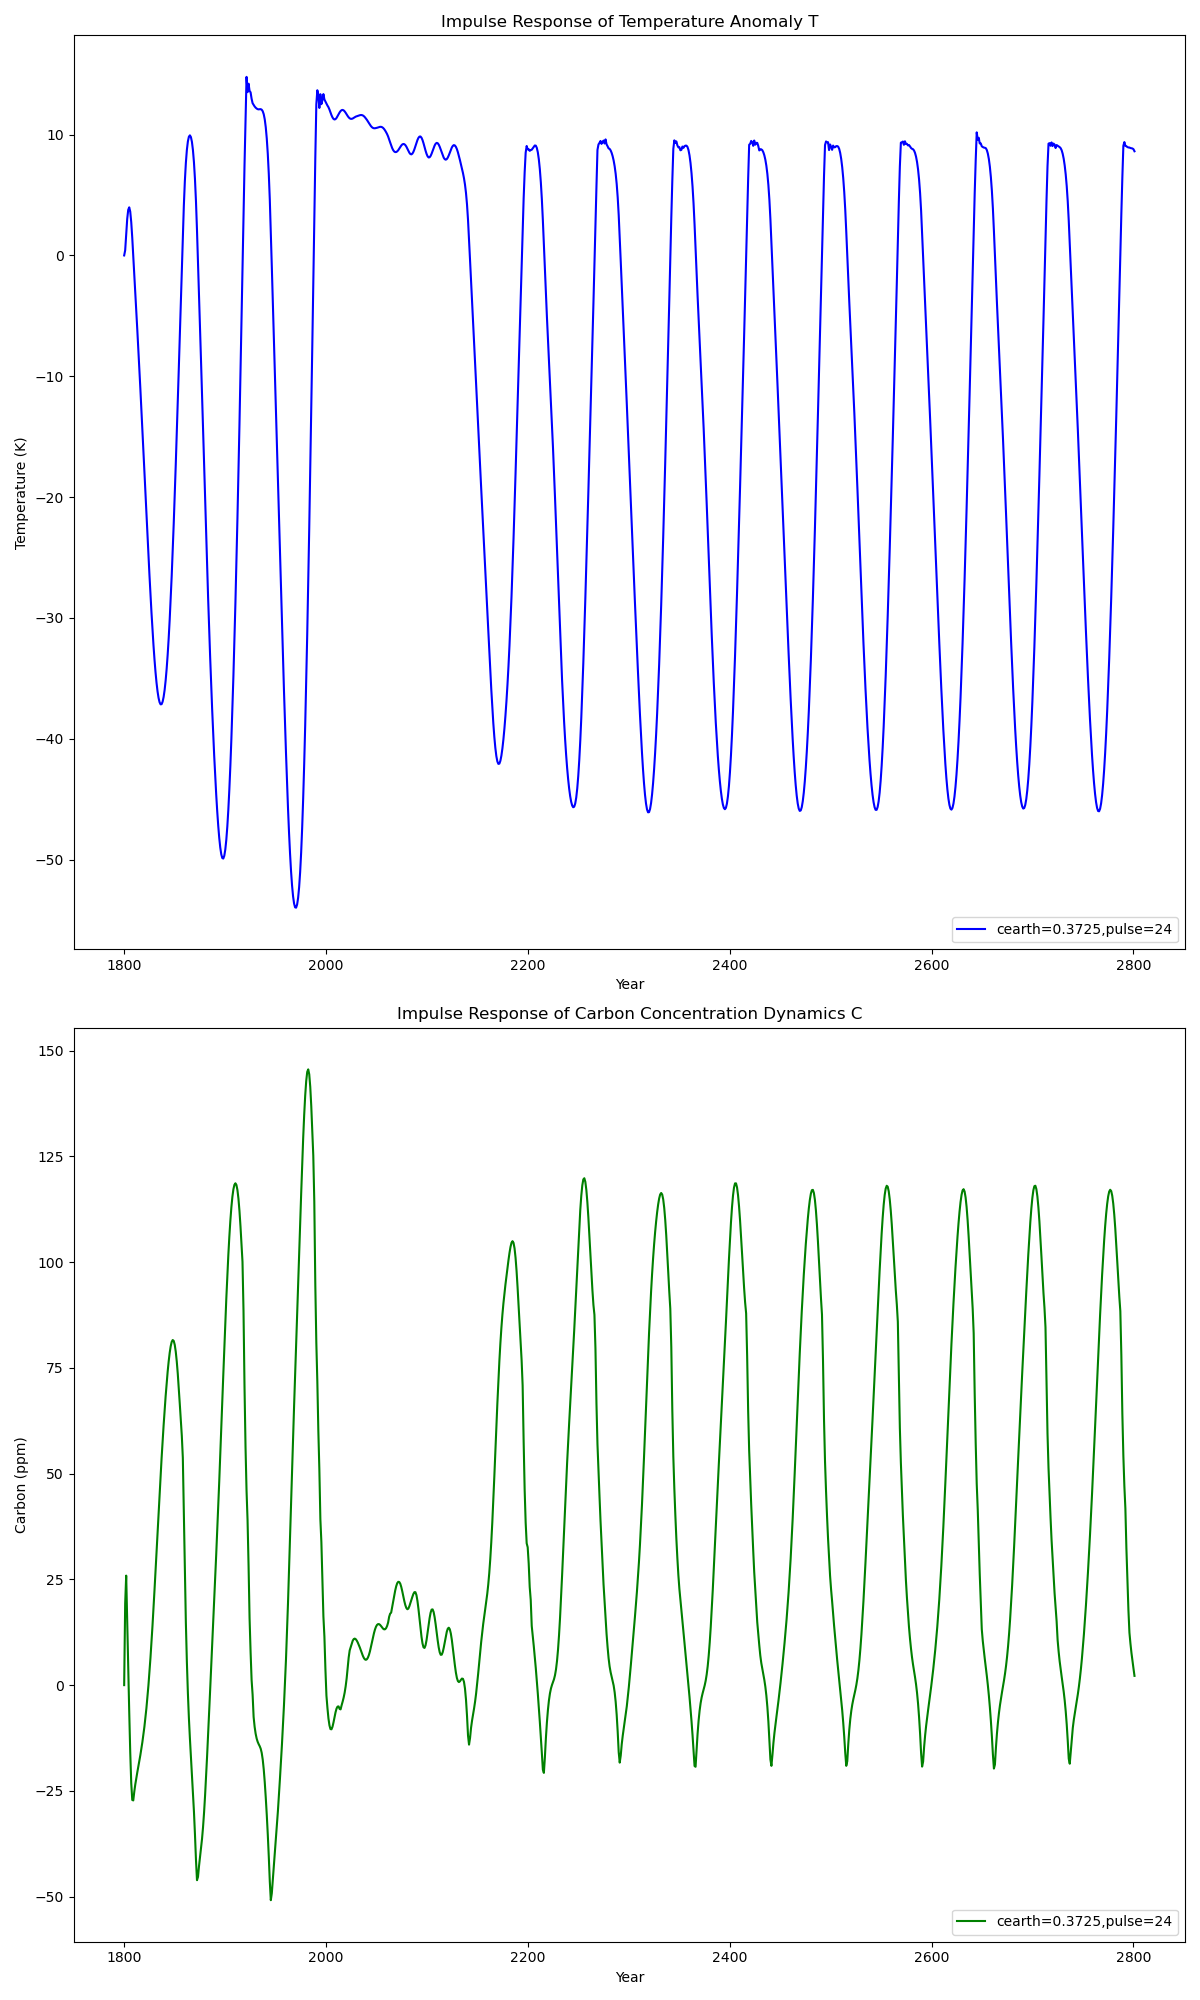 Impulse Response of Temperature Anomaly T
10
0
−10
−20
−30
−40
−50
Temperature (K)
cearth=0.3725,pulse=24
1800 2000 2200 2400 2600 2800
Year
Impulse Response of Carbon Concentration Dynamics C
150
125
100
75
50
25
0
−25
−50
Carbon (ppm)
cearth=0.3725,pulse=24
1800 2000 2200 2400 2600 2800
Year